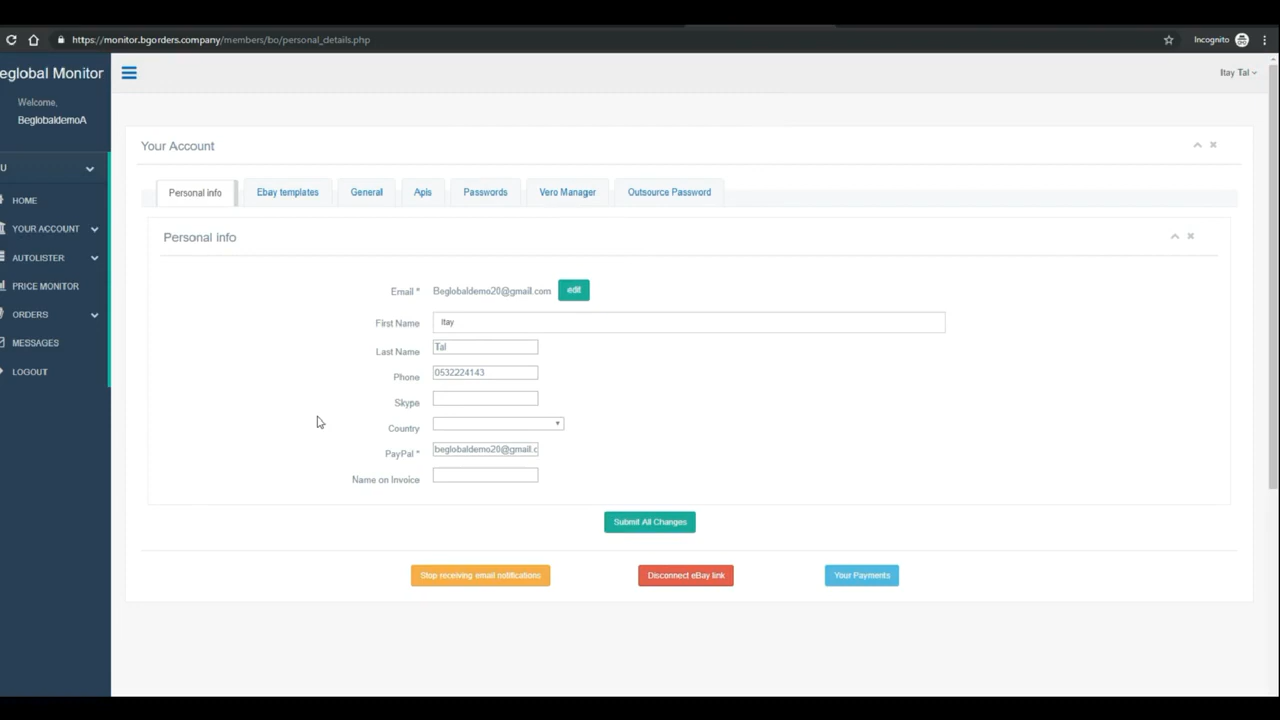 https://monitor.bgorders.company/members/bo/personal_details.php
Incognito
eglobal Monitor
Itay Tal
Welcome,
BeglobaldemoA
U
HOME
YOUR ACCOUNT
AUTOLISTER
PRICE MONITOR
ORDERS
MESSAGES
LOGOUT
Your Account
Personal info
Ebay templates
General
Apis
Passwords
Vero Manager
Outsource Password
Personal info
Email * Beglobaldemo20@gmail.com edit
First Name Itay
Last Name Tal
Phone 0532224143
Skype
Country
PayPal * beglobaldemo20@gmail.c
Name on Invoice
Submit All Changes
Stop receiving email notifications
Disconnect eBay link
Your Payments